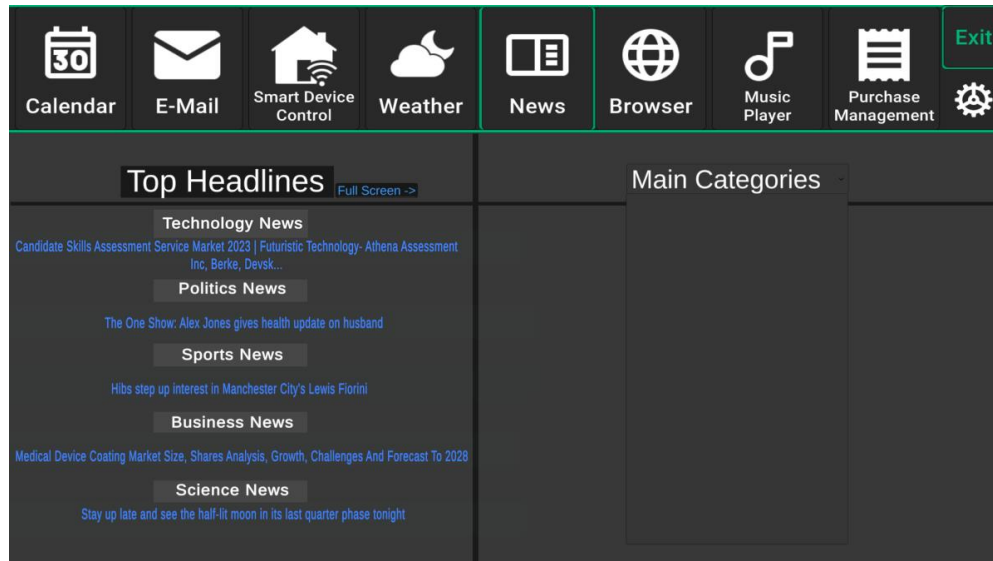 30
Calendar
E-Mail
Smart Device
Control
Weather
News
Browser
Music
Player
Purchase
Management
Exit
Top Headlines
Full Screen ->
Main Categories
Technology News
Candidate Skills Assessment Service Market 2023 | Futuristic Technology- Athena Assessment
Inc, Berke, Devsk...
Politics News
The One Show: Alex Jones gives health update on husband
Sports News
Hibs step up interest in Manchester City's Lewis Fiorini
Business News
Medical Device Coating Market Size, Shares Analysis, Growth, Challenges And Forecast To 2028
Science News
Stay up late and see the half-lit moon in its last quarter phase tonight